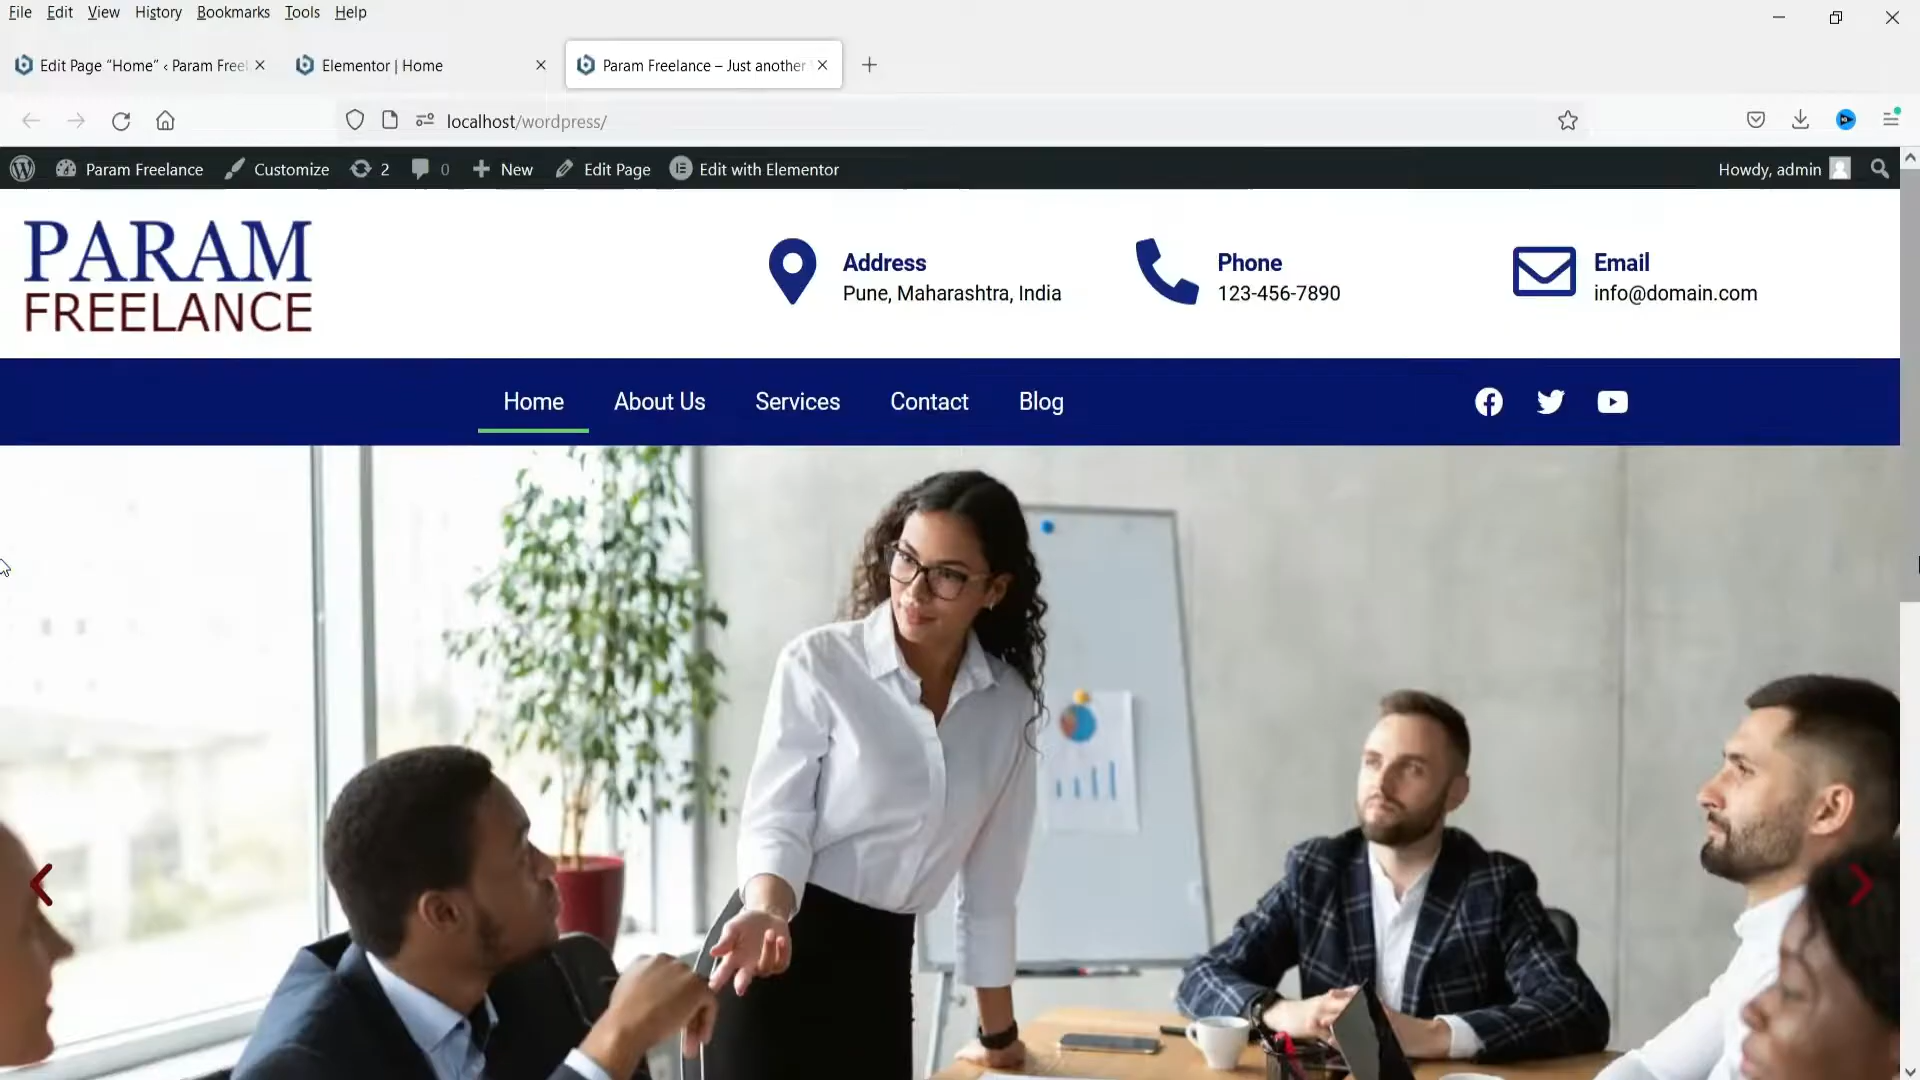 File Edit View History Bookmarks Tools Help
Edit Page “Home” ‹ Param Free
Elementor | Home
Param Freelance – Just another
localhost/wordpress/
Param Freelance Customize 2 0 New Edit Page Edit with Elementor Howdy, admin
PARAM
FREELANCE
Address
Pune, Maharashtra, India
Phone
123-456-7890
Email
info@domain.com
Home About Us Services Contact Blog